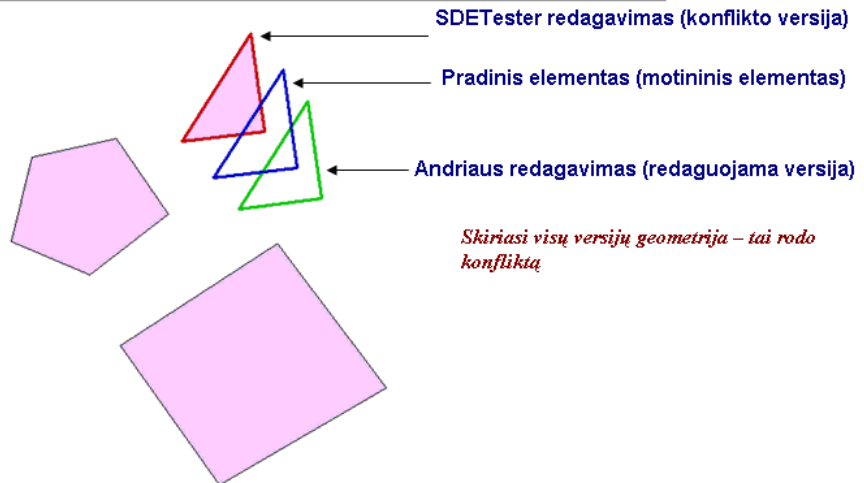 SDETester redagavimas (konflikto versija)
Pradinis elementas (motininis elementas)
Andriaus redagavimas (redaguojama versija)
Skiriasi visų versijų geometrija – tai rodo
konfliktą